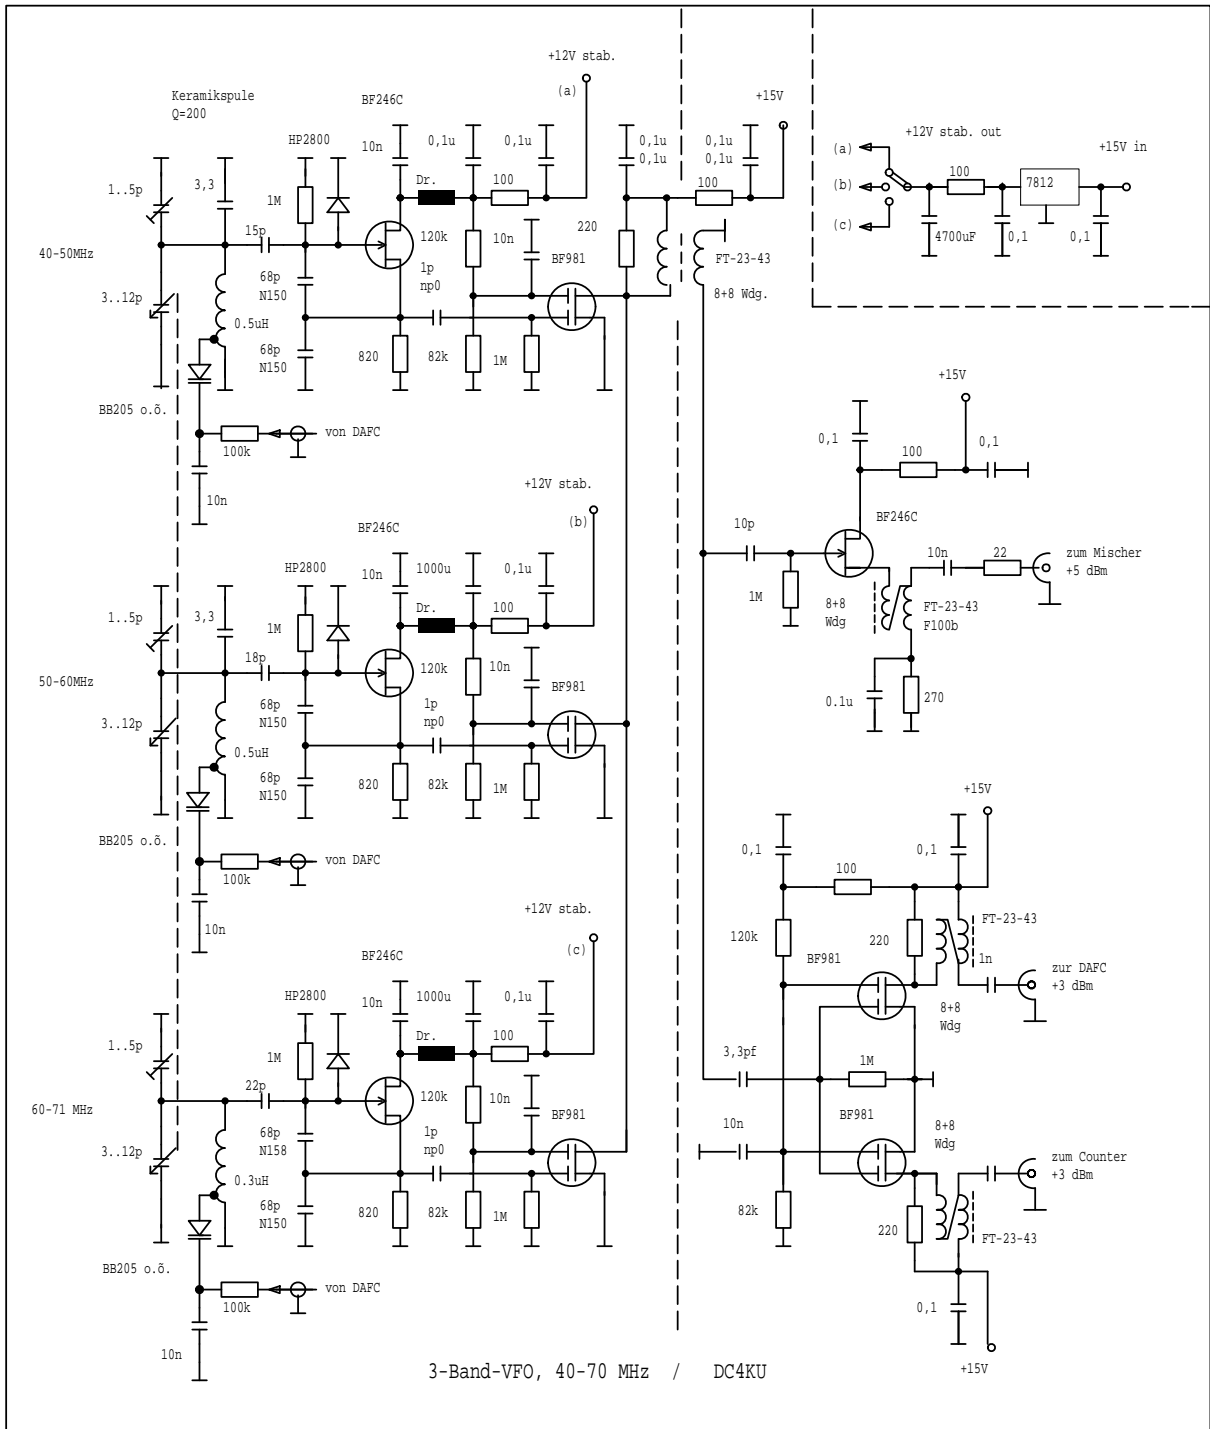 +12V stab.
(a)
+15V
Keramikspule
Q=200
BF246C
HP2800
10n
0,1u
0,1u
0,1u
0,1u
0,1u
0,1u
1..5p
3,3
1M
Dr.
100
100
15p
120k
10n
220
BF981
40-50MHz
68p
N150
1p
np0
FT-23-43
8+8 Wdg.
3..12p
0.5uH
68p
N150
820
82k
1M
BB205 o.õ.
von DAFC
100k
10n
+12V stab. out
(a)
(b)
(c)
100
7812
+15V in
4700uF
0,1
0,1
+12V stab.
(b)
BF246C
HP2800
10n
1000u
0,1u
1..5p
3,3
1M
Dr.
100
18p
120k
10n
BF981
50-60MHz
68p
N150
1p
np0
3..12p
0.5uH
68p
N150
820
82k
1M
BB205 o.õ.
von DAFC
100k
10n
+15V
0,1
100
0,1
BF246C
10p
1M
8+8
Wdg
10n
22
zum Mischer
+5 dBm
FT-23-43
F100b
0.1u
270
+12V stab.
(c)
BF246C
HP2800
10n
1000u
0,1u
1..5p
1M
Dr.
100
22p
120k
10n
BF981
60-71 MHz
68p
N158
1p
np0
3..12p
0.3uH
68p
N150
820
82k
1M
BB205 o.õ.
von DAFC
100k
10n
+15V
0,1
0,1
100
120k
220
FT-23-43
1n
BF981
zur DAFC
+3 dBm
8+8
Wdg
3,3pf
1M
10n
BF981
8+8
Wdg
zum Counter
+3 dBm
82k
220
FT-23-43
0,1
+15V
3-Band-VFO, 40-70 MHz / DC4KU